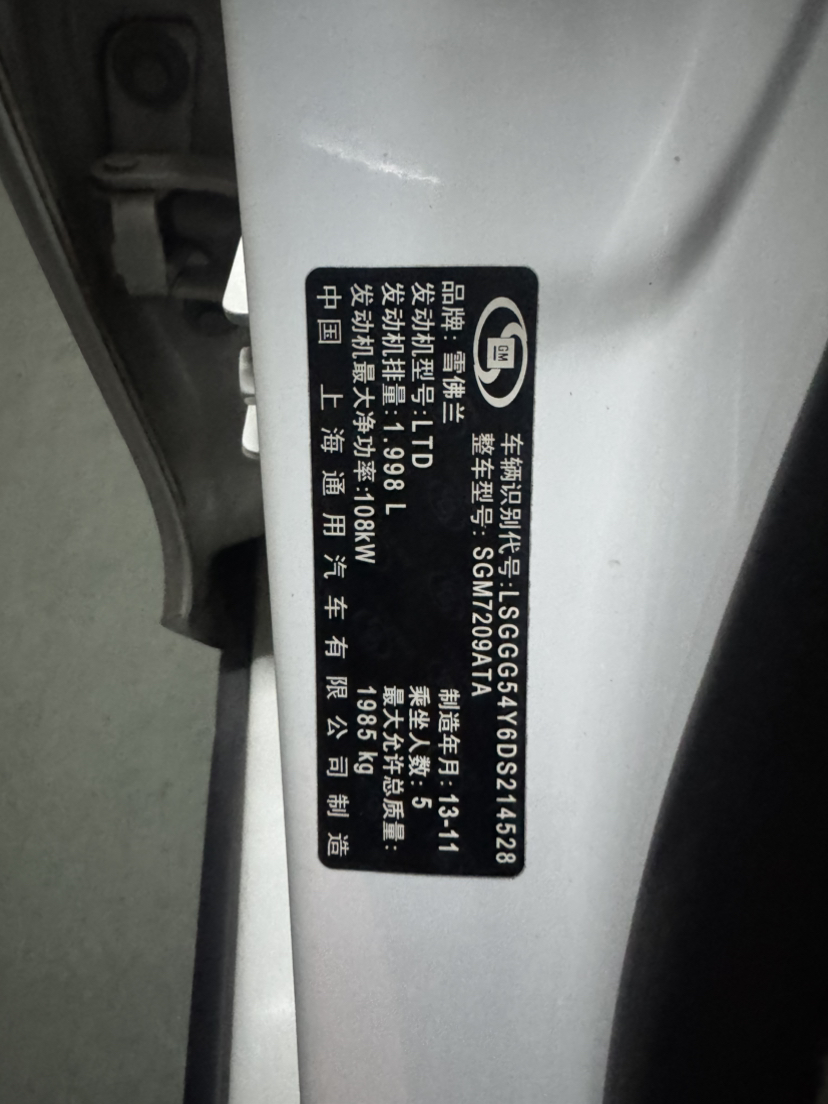 GM
车辆识别代号:LSGGG54Y6DS214528
整车型号: SGM7209ATA
品牌: 雪佛兰 制造年月: 13-11
发动机型号:LTD 乘坐人数: 5
发动机排量:1.998 L 最大允许总质量:
发动机最大净功率:108kW 1985 kg
中国 上海通用汽车有限公司制造